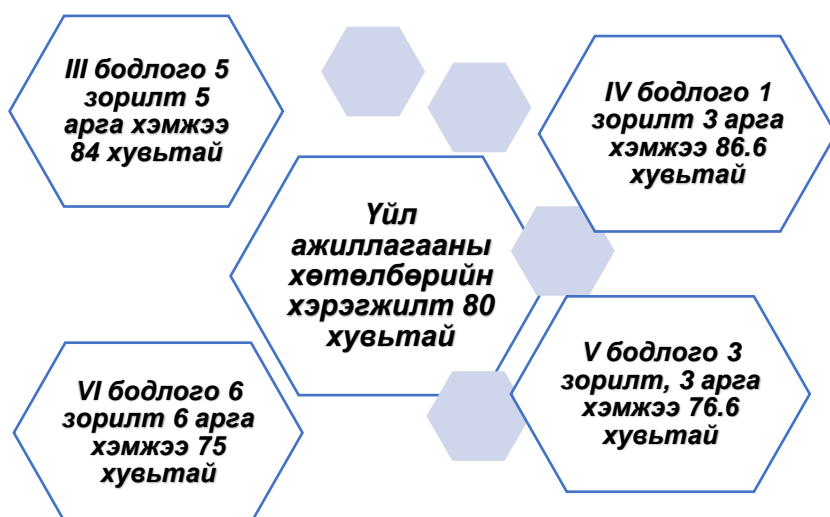 III бодлого 5
зорилт 5
арга хэмжээ
84 хувьтай
IV бодлого 1
зорилт 3 арга
хэмжээ 86.6
хувьтай
Үйл
ажиллагааны
хөтөлбөрийн
хэрэгжилт 80
хувьтай
VI бодлого 6
зорилт 6 арга
хэмжээ 75
хувьтай
V бодлого 3
зорилт, 3 арга
хэмжээ 76.6
хувьтай